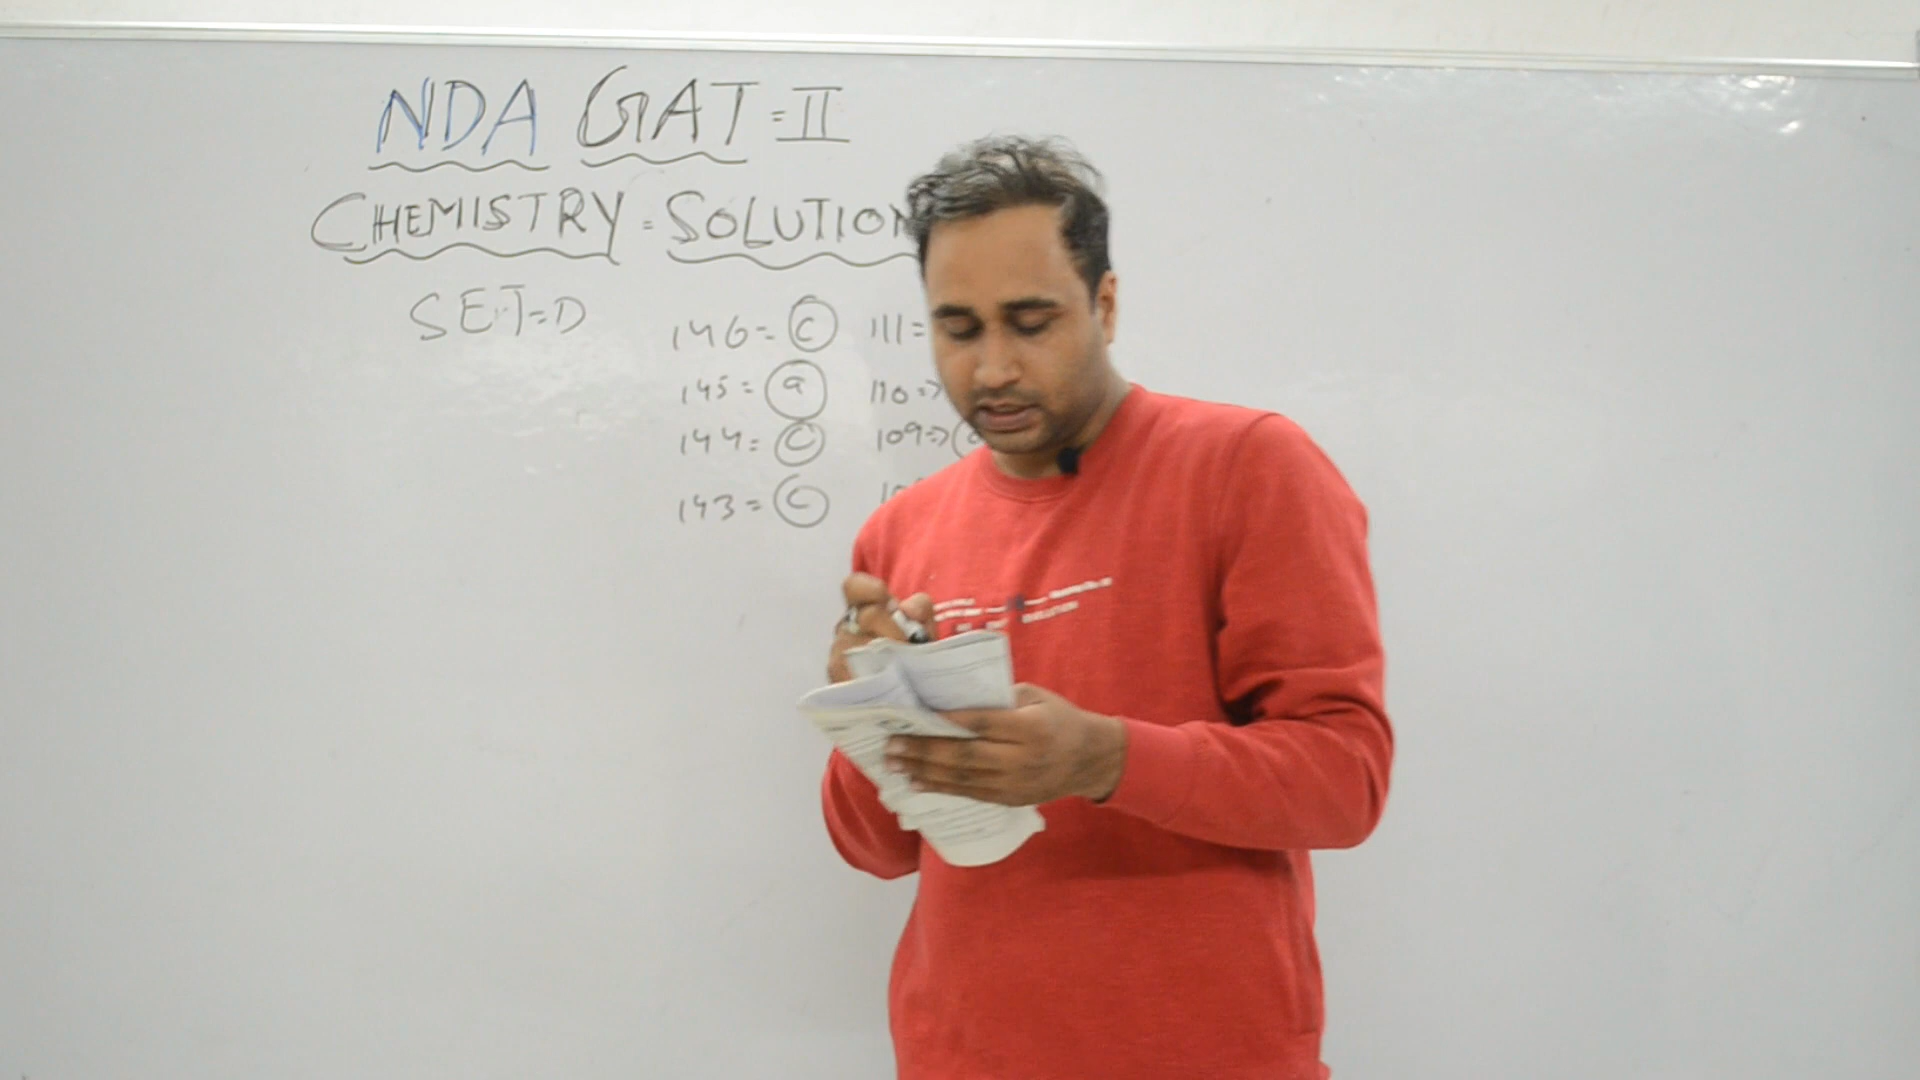 NDA GAT = II
CHEMISTRY = SOLUTION
SET = D
146 = C 111 =
145 = a 110 =>
144 = C 109 =>
143 = C